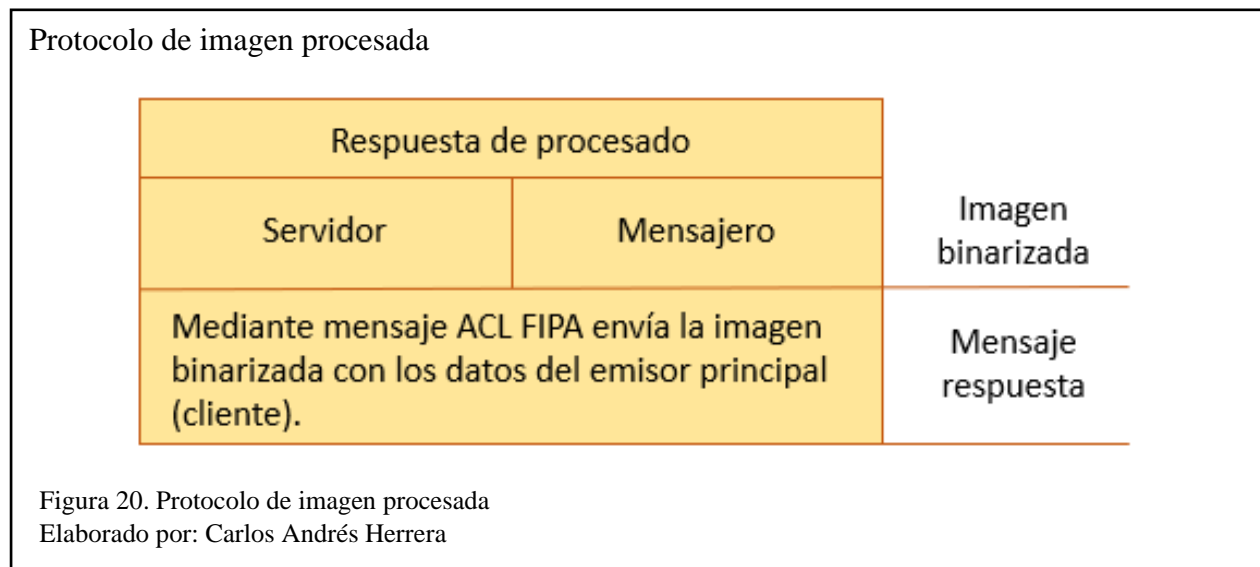 Protocolo de imagen procesada
Respuesta de procesado
Servidor
Mensajero
Imagen
binarizada
Mediante mensaje ACL FIPA envía la imagen
binarizada con los datos del emisor principal
(cliente).
Mensaje
respuesta
Figura 20. Protocolo de imagen procesada
Elaborado por: Carlos Andrés Herrera